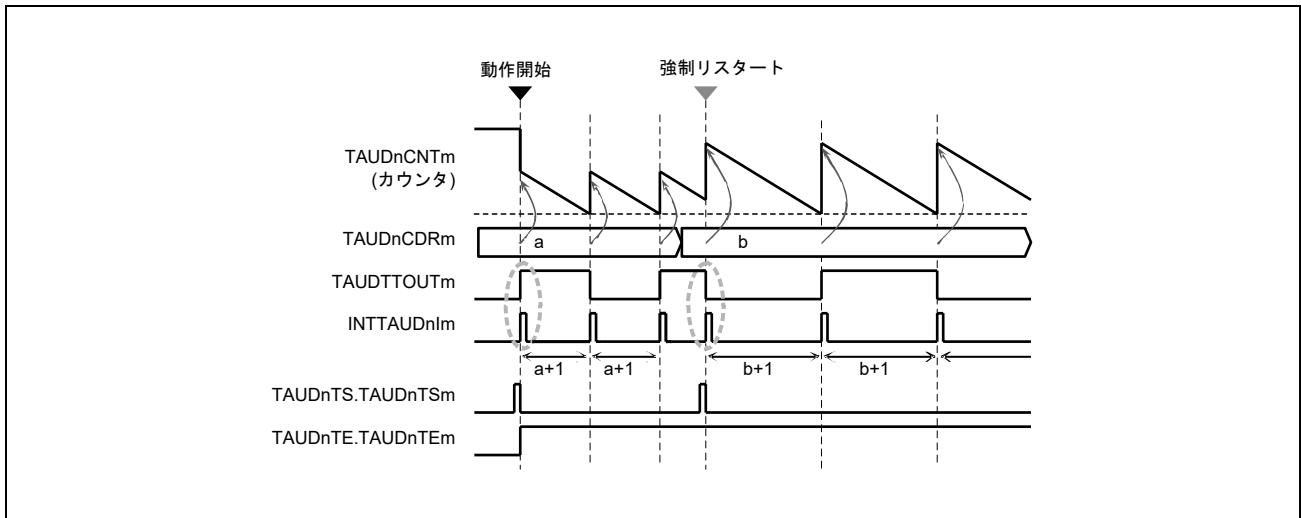 動作開始 強制リスタート
TAUDnCNTm
(カウンタ)
TAUDnCDRm a b
TAUDTTOUTm
INTTAUDnIm
a+1 a+1 b+1 b+1
TAUDnTS.TAUDnTSm
TAUDnTE.TAUDnTEm